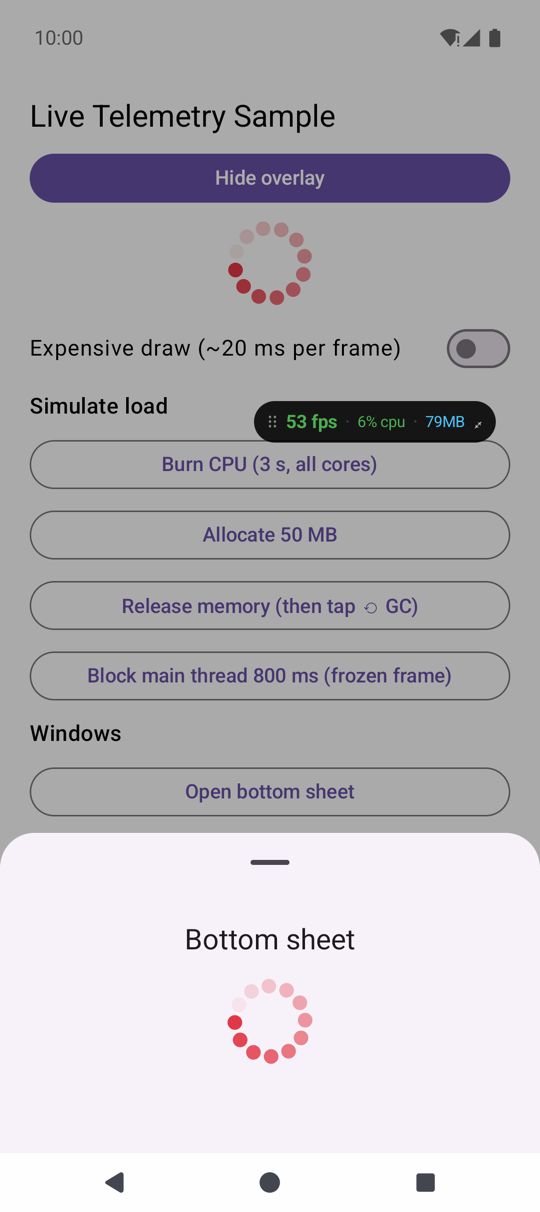 10:00
Live Telemetry Sample
Hide overlay
Expensive draw (~20 ms per frame)
Simulate load
53 fps · 6% cpu · 79MB
Burn CPU (3 s, all cores)
Allocate 50 MB
Release memory (then tap ⟲ GC)
Block main thread 800 ms (frozen frame)
Windows
Open bottom sheet
Bottom sheet